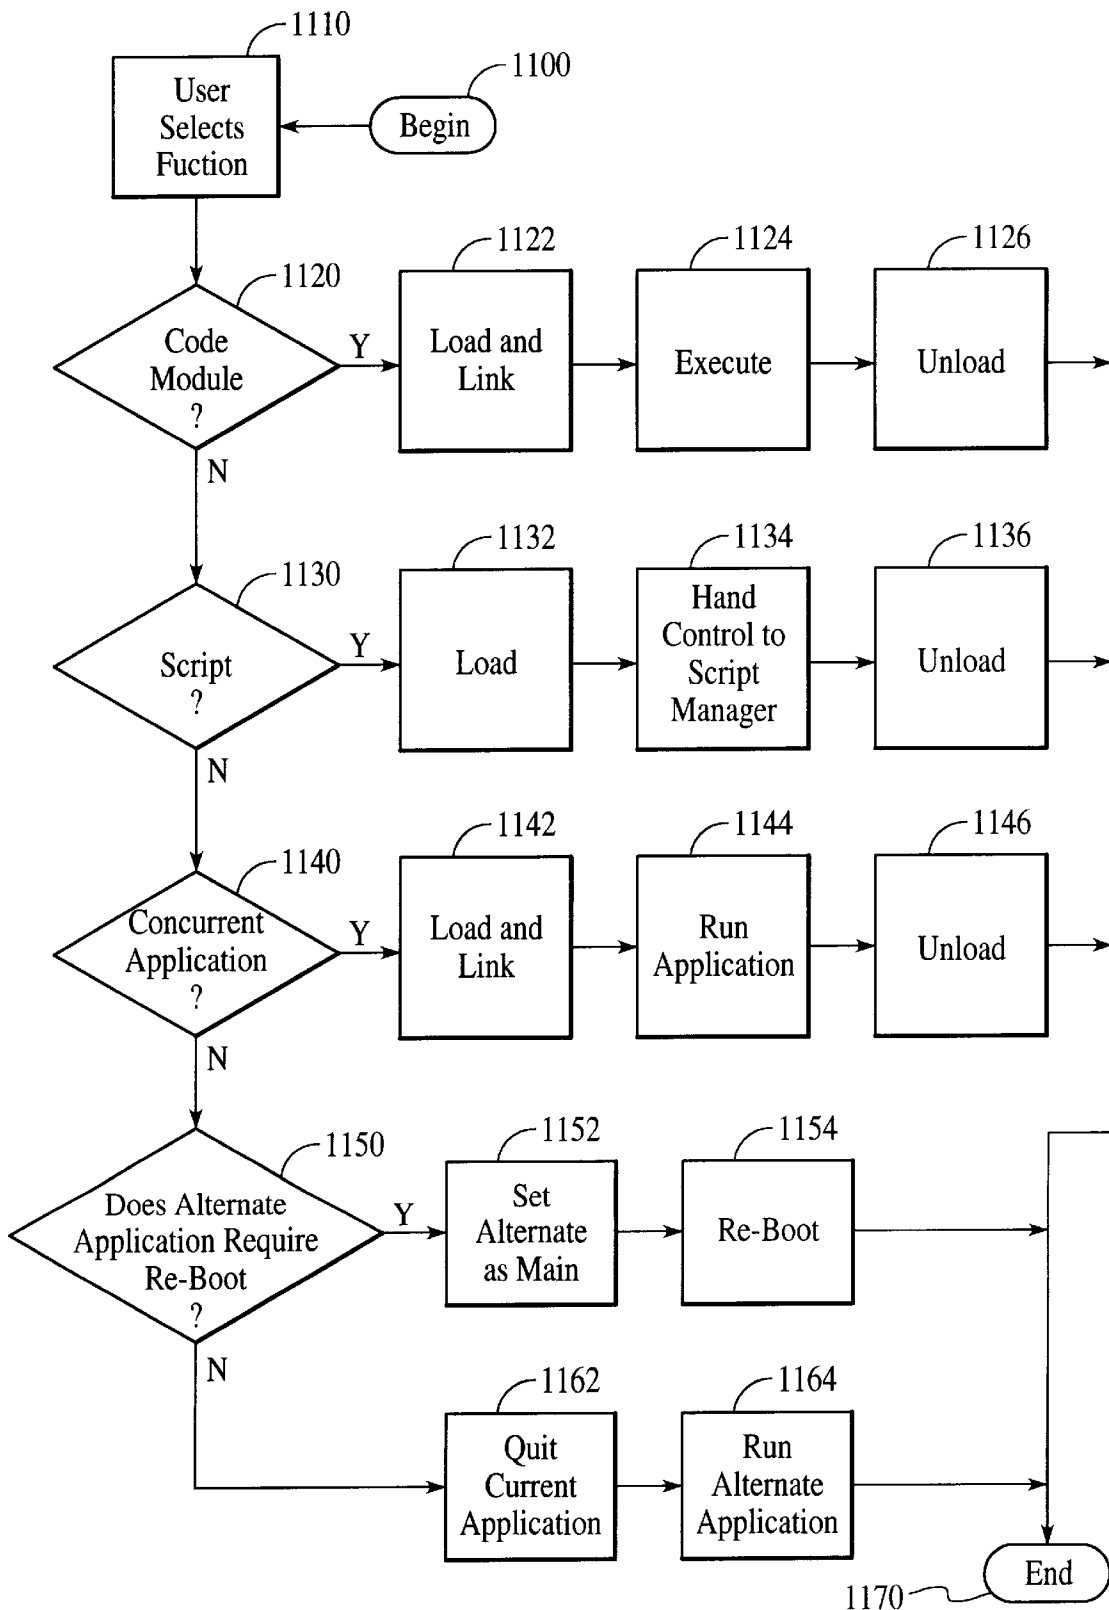 1110
User
Selects
Fuction
1100
Begin
1120
Code
Module
?
Y
N
1122
Load and
Link
1124
Execute
1126
Unload
1130
Script
?
Y
N
1132
Load
1134
Hand
Control to
Script
Manager
1136
Unload
1140
Concurrent
Application
?
Y
N
1142
Load and
Link
1144
Run
Application
1146
Unload
1150
Does Alternate
Application Require
Re-Boot
?
Y
N
1152
Set
Alternate
as Main
1154
Re-Boot
1162
Quit
Current
Application
1164
Run
Alternate
Application
End
1170